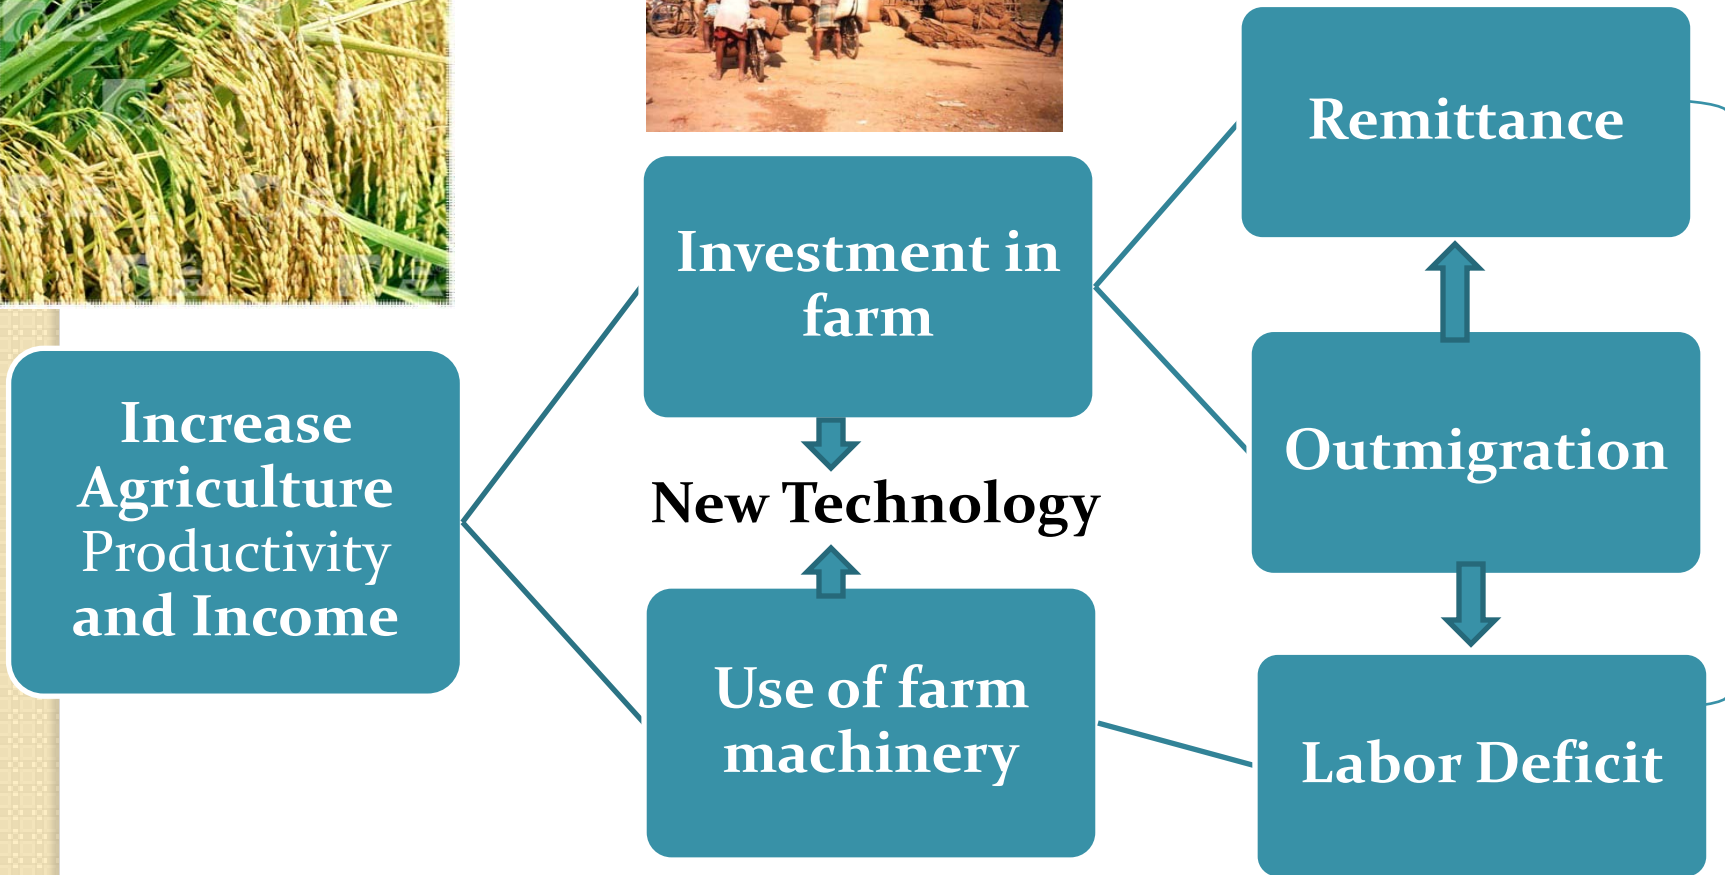 Increase
Agriculture
Productivity
and Income
Investment in
farm
New Technology
Use of farm
machinery
Remittance
Outmigration
Labor Deficit